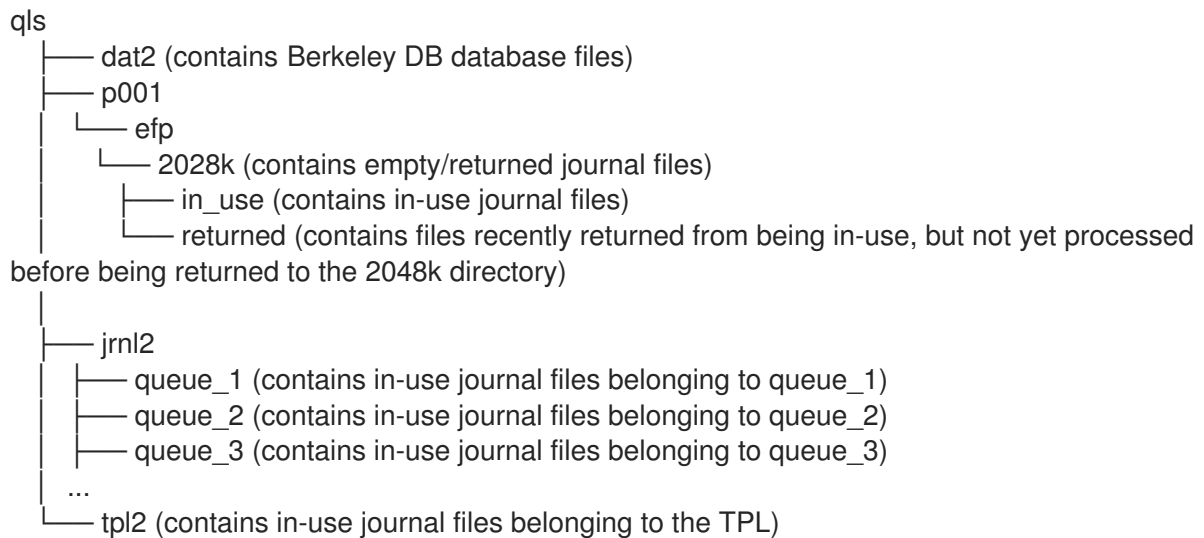 qls
├── dat2 (contains Berkeley DB database files)
├── p001
│ └── efp
│ └── 2028k (contains empty/returned journal files)
│ ├── in_use (contains in-use journal files)
│ └── returned (contains files recently returned from being in-use, but not yet processed
before being returned to the 2048k directory)
│
├── jrnl2
│ ├── queue_1 (contains in-use journal files belonging to queue_1)
│ ├── queue_2 (contains in-use journal files belonging to queue_2)
│ ├── queue_3 (contains in-use journal files belonging to queue_3)
│ ...
└── tpl2 (contains in-use journal files belonging to the TPL)